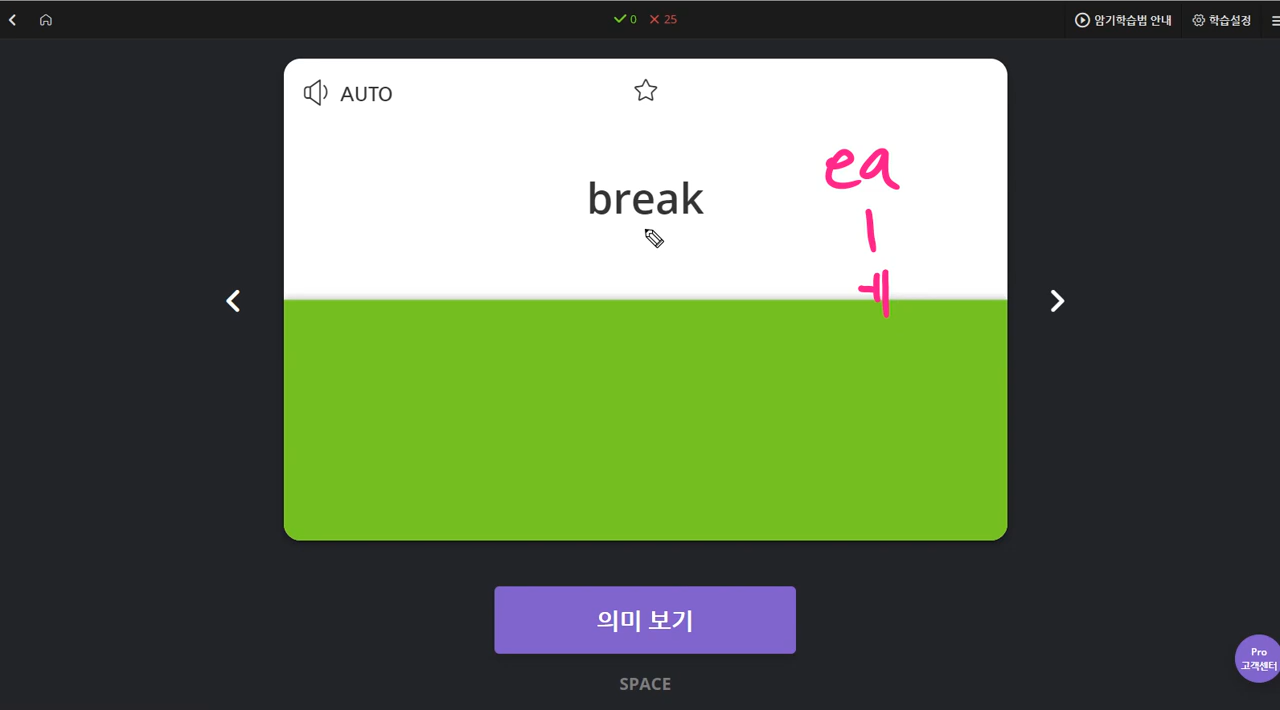 0 25 암기학습법 안내 학습설정
AUTO
ea
break
ㅣ
ㅔ
의미 보기
Pro
고객센터
SPACE